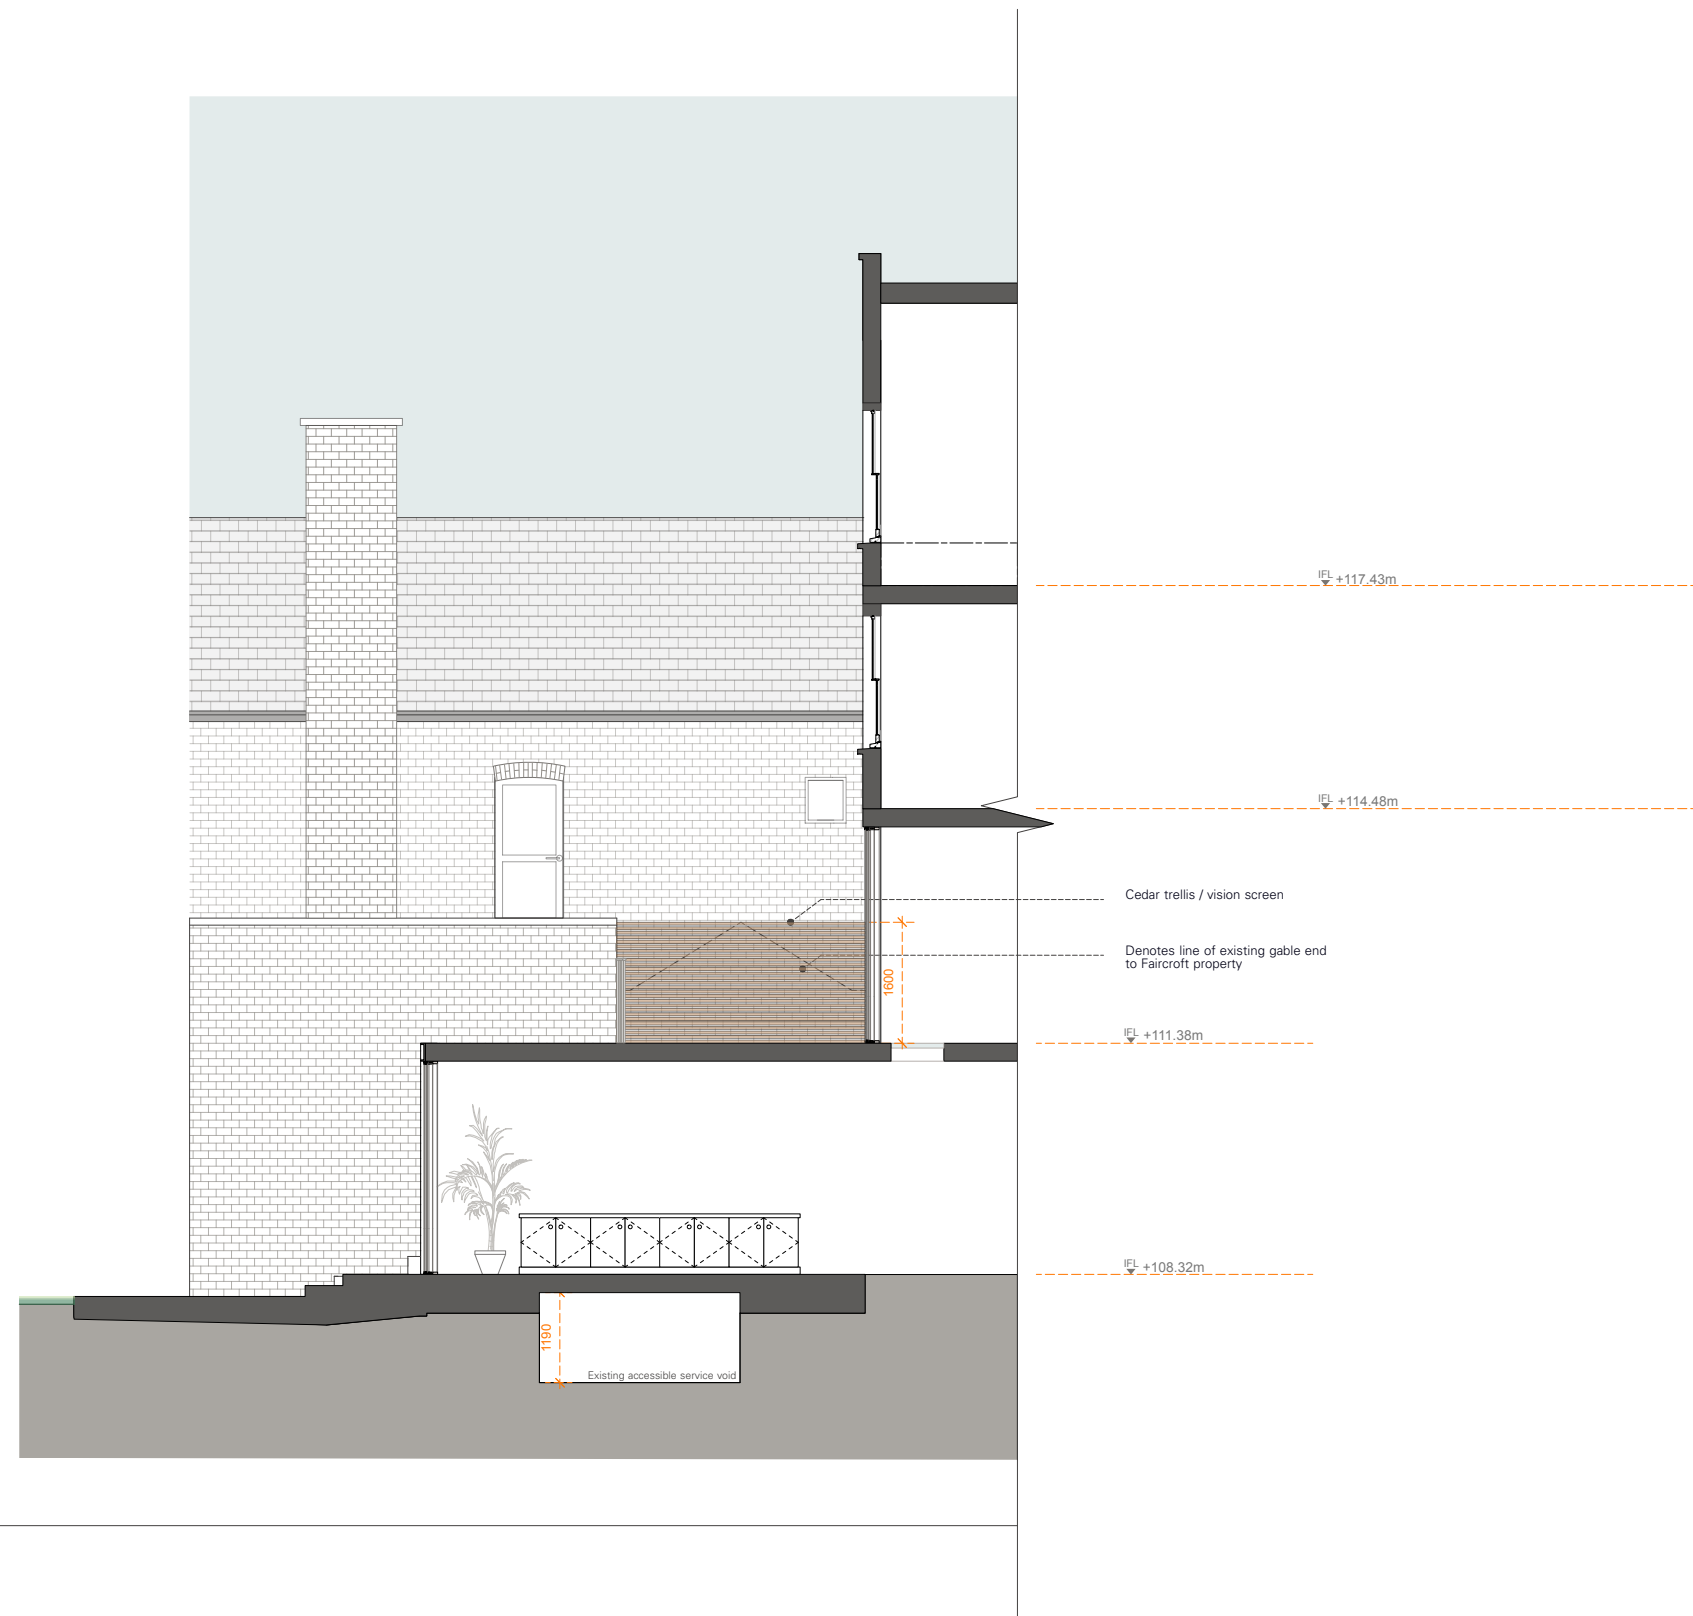 IFL +117.43m
IFL +114.48m
Cedar trellis / vision screen
Denotes line of existing gable end
to Faircroft property
1600
IFL +111.38m
IFL +108.32m
1190
Existing accessible service void